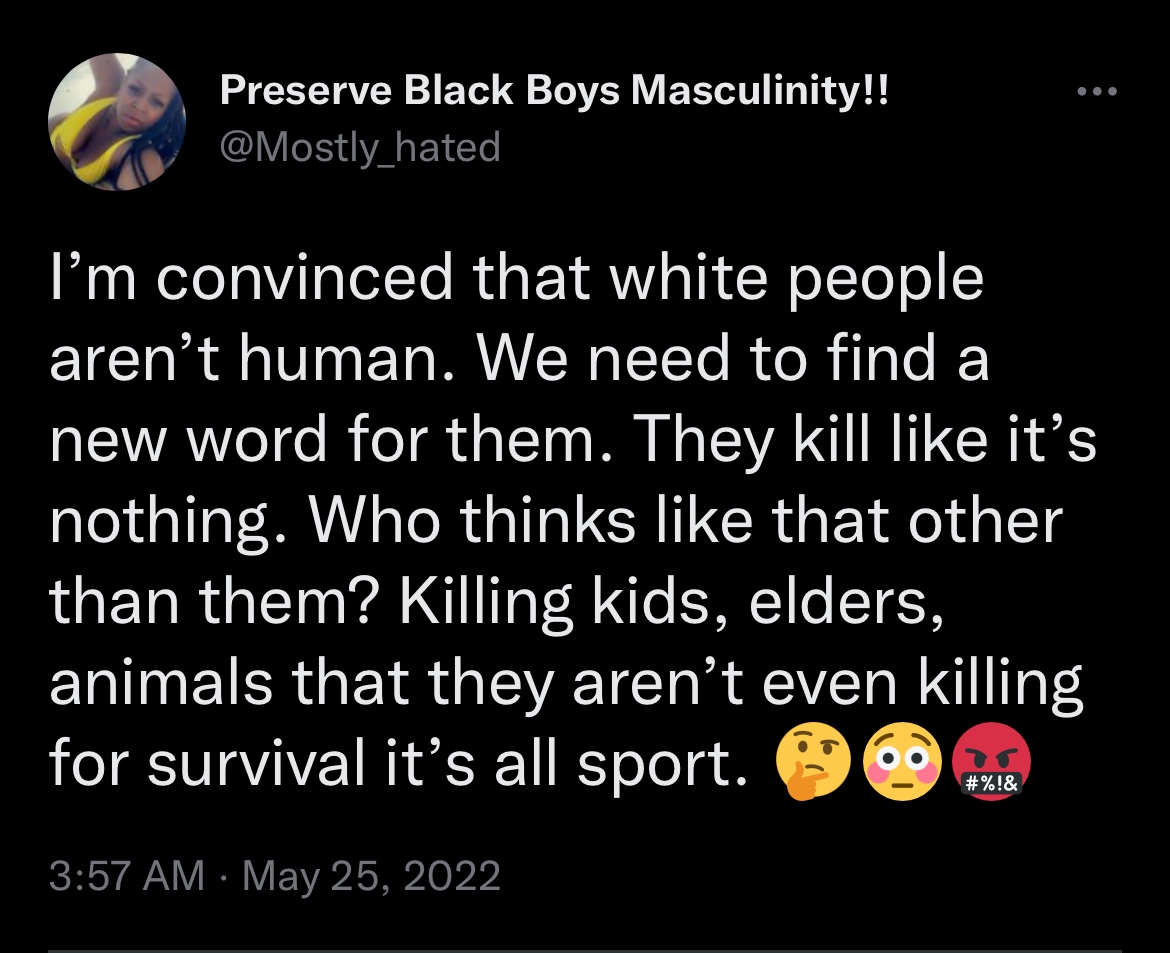 Preserve Black Boys Masculinity!!
@Mostly_hated
I’m convinced that white people
aren’t human. We need to find a
new word for them. They kill like it’s
nothing. Who thinks like that other
than them? Killing kids, elders,
animals that they aren’t even killing
for survival it’s all sport. 🤔😳🤬
3:57 AM · May 25, 2022